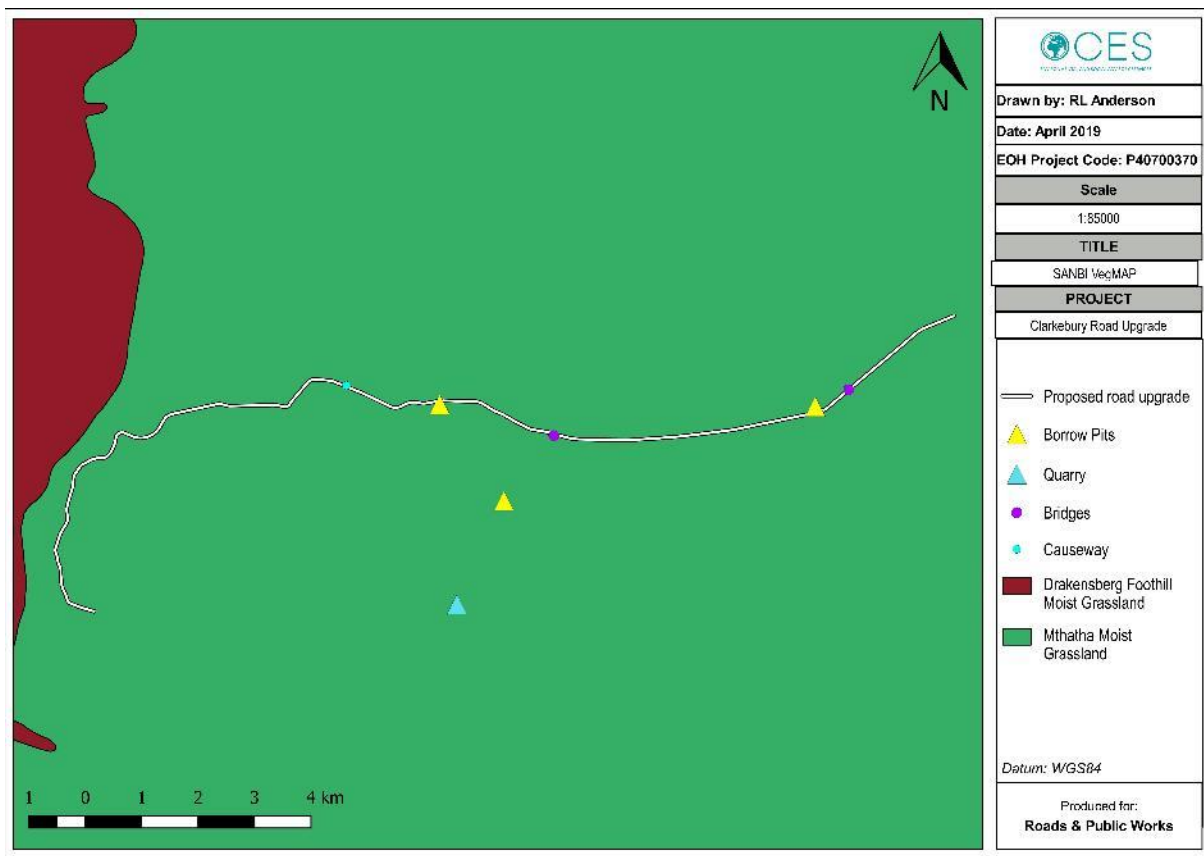 N
1 0 1 2 3 4 km
CES
Drawn by: RL Anderson
Date: April 2019
EOH Project Code: P40700370
Scale
1:85000
TITLE
SANBI VegMAP
PROJECT
Clarkebury Road Upgrade
Proposed road upgrade
Borrow Pits
Quarry
Bridges
Causeway
Drakensberg Foothill
Moist Grassland
Mthatha Moist
Grassland
Datum: WGS84
Produced for:
Roads & Public Works